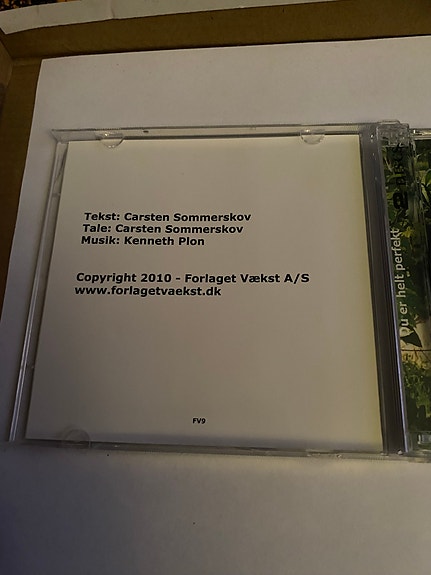 Tekst: Carsten Sommerskov
Tale: Carsten Sommerskov
Musik: Kenneth Plon
Copyright 2010 - Forlaget Vækst A/S
www.forlagetvaekst.dk
FV9
Du er helt perfekt